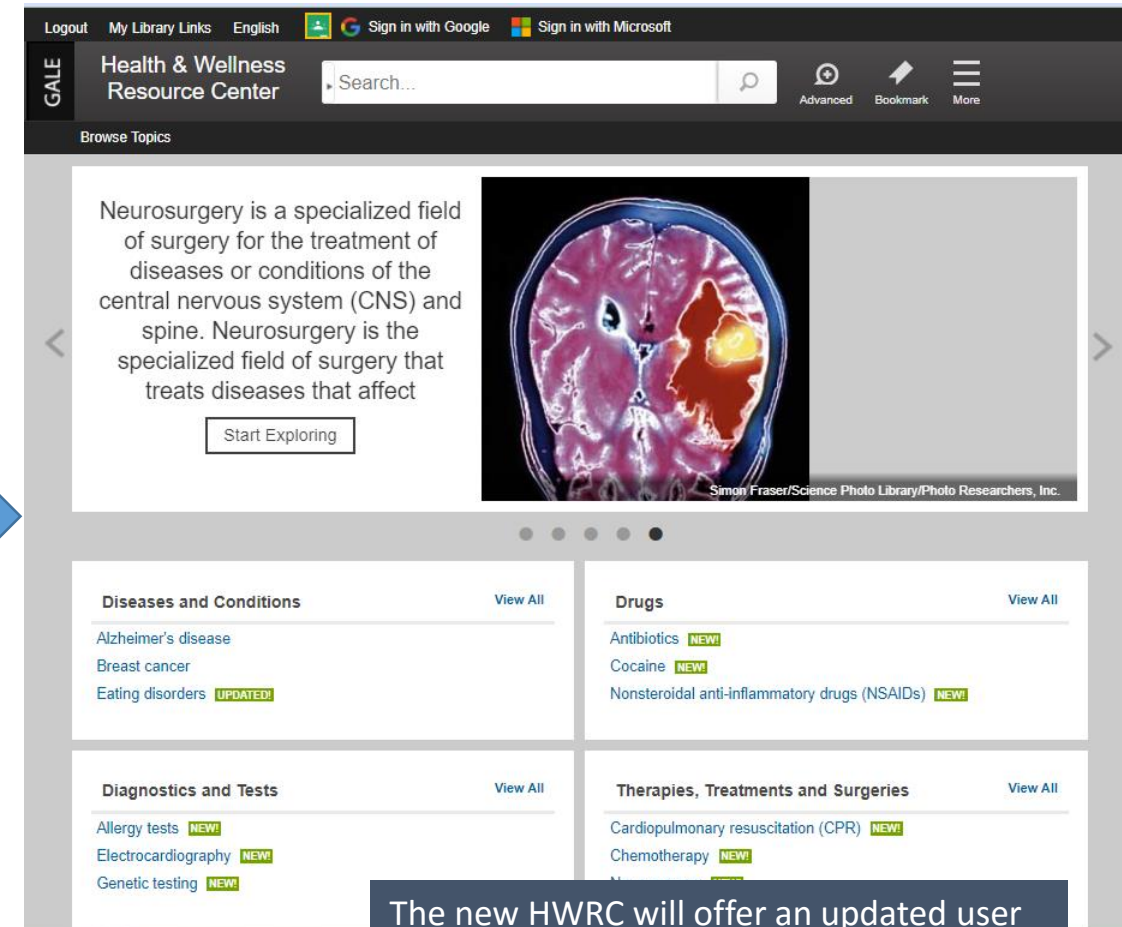 Logout My Library Links English Sign in with Google Sign in with Microsoft
GALE
Health & Wellness
Resource Center
Search...
Advanced Bookmark More
Browse Topics
Neurosurgery is a specialized field
of surgery for the treatment of
diseases or conditions of the
central nervous system (CNS) and
spine. Neurosurgery is the
specialized field of surgery that
treats diseases that affect
Start Exploring
Simon Fraser/Science Photo Library/Photo Researchers, Inc.
Diseases and Conditions View All
Alzheimer's disease
Breast cancer
Eating disorders UPDATED!
Drugs View All
Antibiotics NEW!
Cocaine NEW!
Nonsteroidal anti-inflammatory drugs (NSAIDs) NEW!
Diagnostics and Tests View All
Allergy tests NEW!
Electrocardiography NEW!
Genetic testing NEW!
Therapies, Treatments and Surgeries View All
Cardiopulmonary resuscitation (CPR) NEW!
Chemotherapy NEW!
The new HWRC will offer an updated user